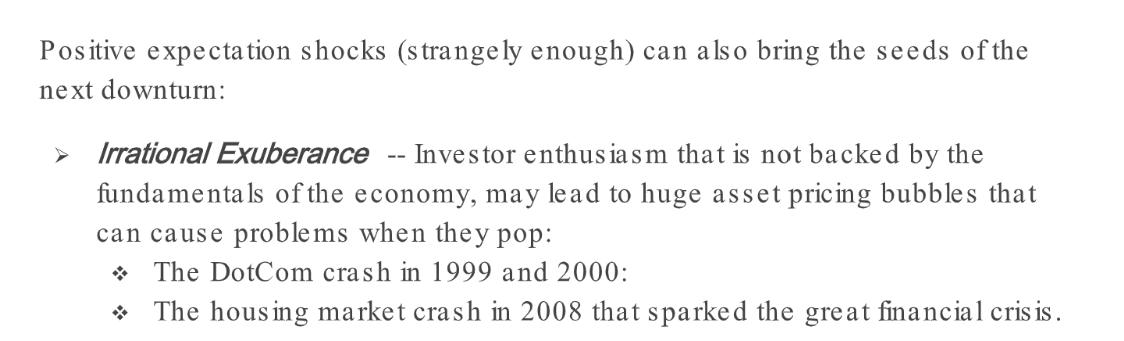 Positive expectation shocks (strangely enough) can also bring the seeds of the
next downturn:
➢ Irrational Exuberance -- Investor enthusiasm that is not backed by the
fundamentals of the economy, may lead to huge asset pricing bubbles that
can cause problems when they pop:
❖ The DotCom crash in 1999 and 2000:
❖ The housing market crash in 2008 that sparked the great financial crisis.